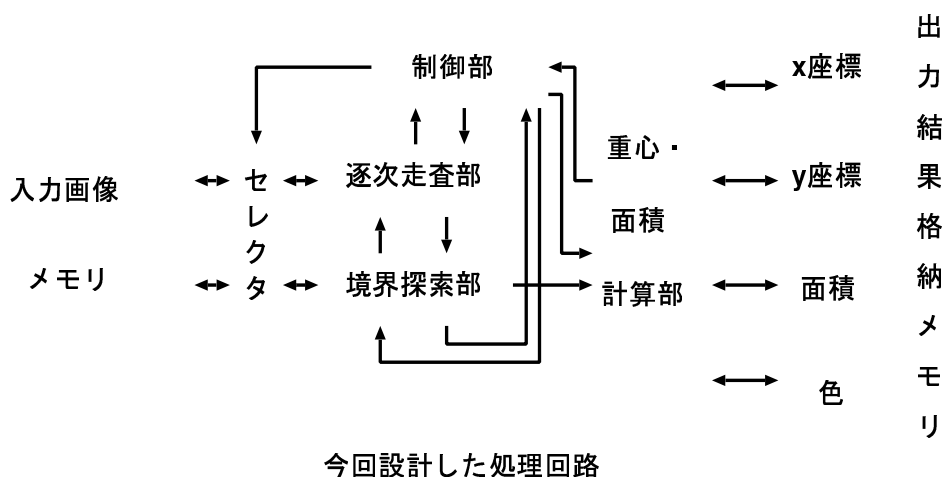 制御部
逐次走査部
境界探索部
入力画像
メモリ
セレクタ
重心・
面積
計算部
x座標
y座標
面積
色
出力結果格納メモリ
今回設計した処理回路